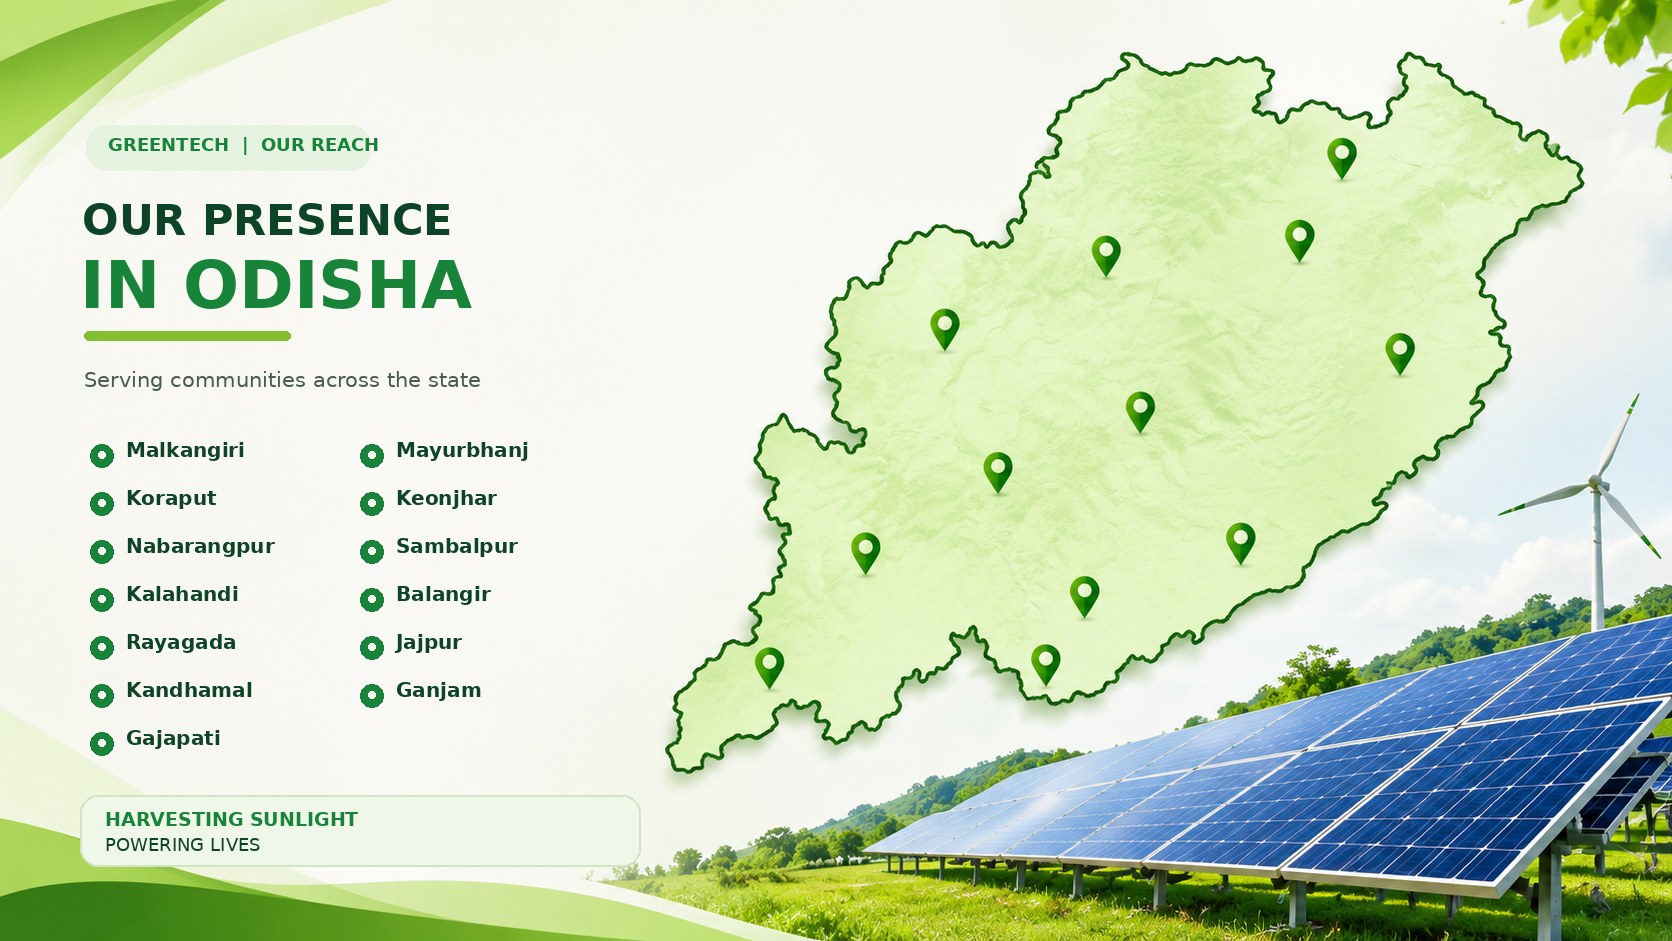 GREENTECH | OUR REACH
OUR PRESENCE
IN ODISHA
Serving communities across the state
Malkangiri
Koraput
Nabarangpur
Kalahandi
Rayagada
Kandhamal
Gajapati
Mayurbhanj
Keonjhar
Sambalpur
Balangir
Jajpur
Ganjam
HARVESTING SUNLIGHT
POWERING LIVES